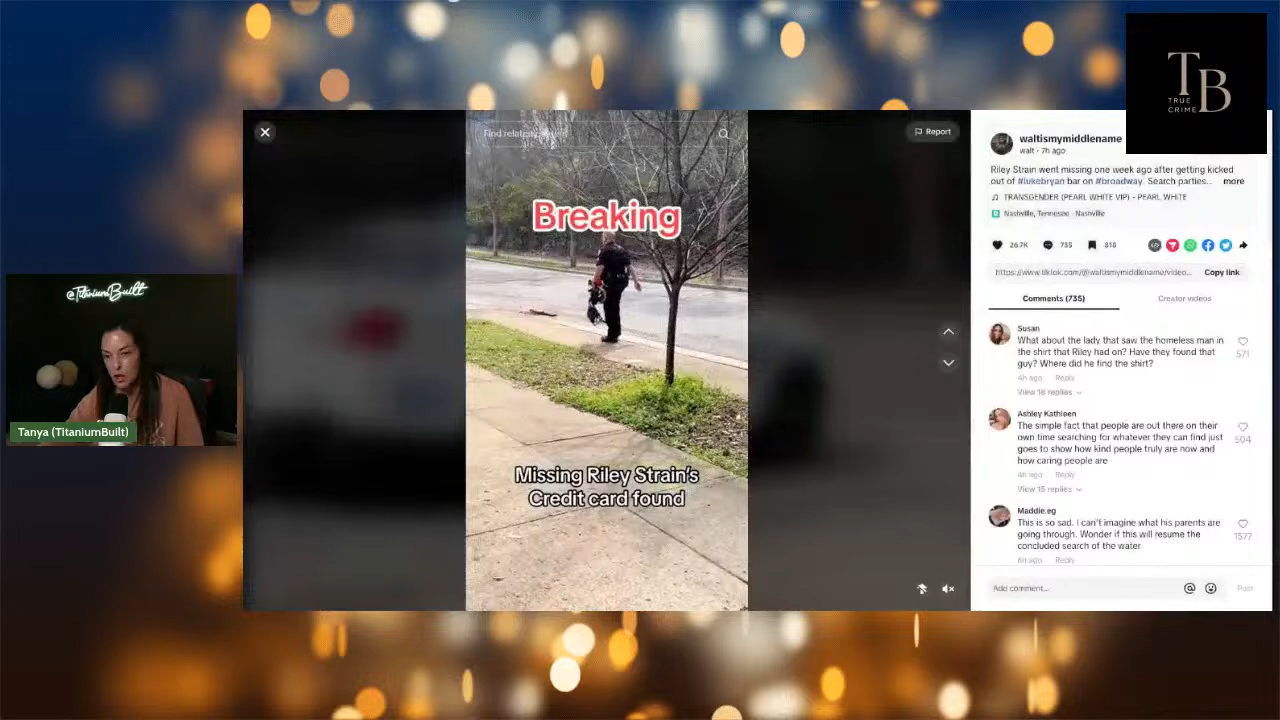 TB
TRUE
CRIME
Report
Breaking
Missing Riley Strain's
Credit card found
@TitaniumBuilt
Tanya (TitaniumBuilt)
waltismymiddlename
walt · 7h ago
Riley Strain went missing one week ago after getting kicked
out of #lukebryan bar on #broadway. Search parties... more
TRANSGENDER (PEARL WHITE VIP) - PEARL WHITE
Nashville, Tennessee · Nashville
26.7K 735 818
https://www.tiktok.com/@waltismymiddlename/video... Copy link
Comments (735) Creator videos
Susan
What about the lady that saw the homeless man in
the shirt that Riley had on? Have they found that
guy? Where did he find the shirt?
571
4h ago Reply
View 18 replies
Ashley Kathleen
The simple fact that people are out there on their
own time searching for whatever they can find just
goes to show how kind people truly are now and
how caring people are
504
4h ago Reply
View 15 replies
Maddie.eg
This is so sad. I can't imagine what his parents are
going through. Wonder if this will resume the
concluded search of the water
1577
6h ago Reply
Add comment... Post